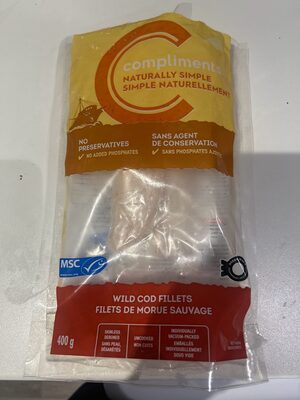 compliments
NATURALLY SIMPLE
SIMPLE NATURELLEMENT
NO
PRESERVATIVES
✓ NO ADDED PHOSPHATES
SANS AGENT
DE CONSERVATION
✓ SANS PHOSPHATES
MSC
WILD COD FILLETS
FILETS DE MORUE SAUVAGE
400 g
SKINLESS
BONELESS
SANS PEAU,
DÉSARÊTÉS
UNCOOKED
NON CUITS
INDIVIDUALLY
VACUUM-PACKED
EMBALLÉS
INDIVIDUELLEMENT
SOUS VIDE